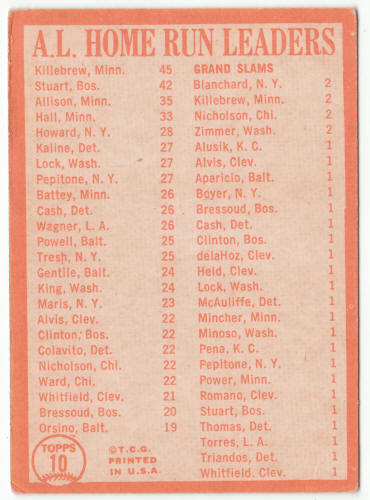 A.L. HOME RUN LEADERS
Killebrew, Minn. 45
Stuart, Bos. 42
Allison, Minn. 35
Hall, Minn. 33
Howard, N. Y. 28
Kaline, Det. 27
Lock, Wash. 27
Pepitone, N. Y. 27
Battey, Minn. 26
Cash, Det. 26
Wagner, L. A. 26
Powell, Balt. 25
Tresh, N. Y. 25
Gentile, Balt. 24
King, Wash. 24
Maris, N. Y. 23
Alvis, Clev. 22
Clinton, Bos. 22
Colavito, Det. 22
Nicholson, Chi. 22
Ward, Chi. 22
Whitfield, Clev. 21
Bressoud, Bos. 20
Orsino, Balt. 19
GRAND SLAMS
Blanchard, N. Y. 2
Killebrew, Minn. 2
Nicholson, Chi. 2
Zimmer, Wash. 2
Alusik, K. C. 1
Alvis, Clev. 1
Aparicio, Balt. 1
Boyer, N. Y. 1
Bressoud, Bos. 1
Cash, Det. 1
Clinton, Bos. 1
delaHoz, Clev. 1
Held, Clev. 1
Lock, Wash. 1
McAuliffe, Det. 1
Mincher, Minn. 1
Minoso, Wash. 1
Pena, K. C. 1
Pepitone, N. Y. 1
Power, Minn. 1
Romano, Clev. 1
Stuart, Bos. 1
Thomas, Det. 1
Torres, L. A. 1
Triandos, Det. 1
Whitfield, Clev. 1
TOPPS
10
© T.C.G.
PRINTED
IN U.S.A.